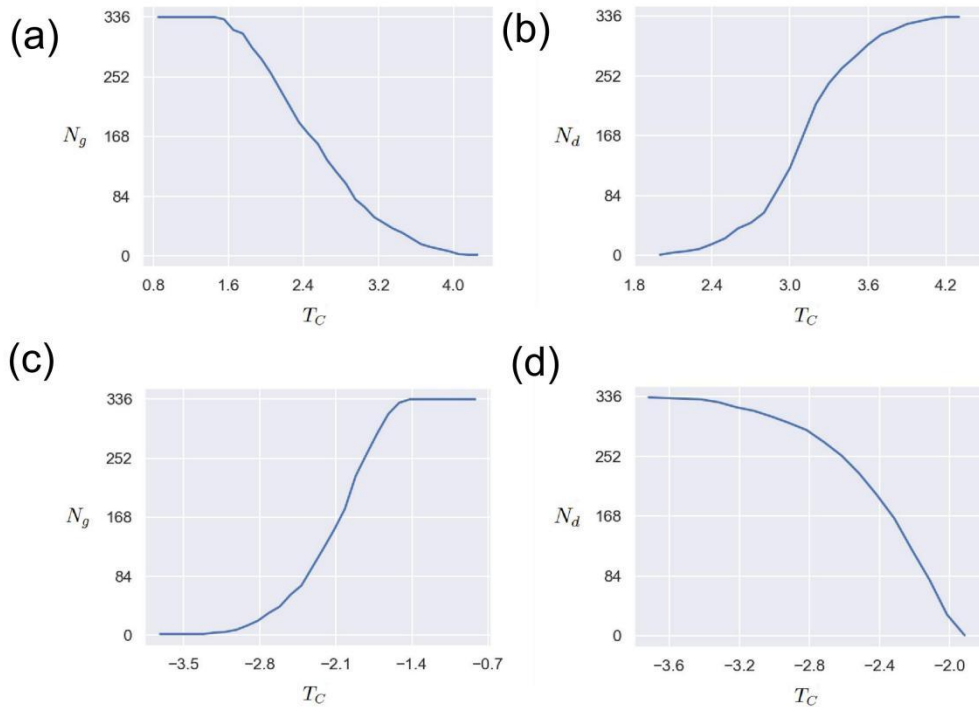 (a)
336
252
168
84
0
N_g
0.8 1.6 2.4 3.2 4.0
T_C
(b)
336
252
168
84
0
N_d
1.8 2.4 3.0 3.6 4.2
T_C
(c)
336
252
168
84
0
N_g
−3.5 −2.8 −2.1 −1.4 −0.7
T_C
(d)
336
252
168
84
0
N_d
−3.6 −3.2 −2.8 −2.4 −2.0
T_C